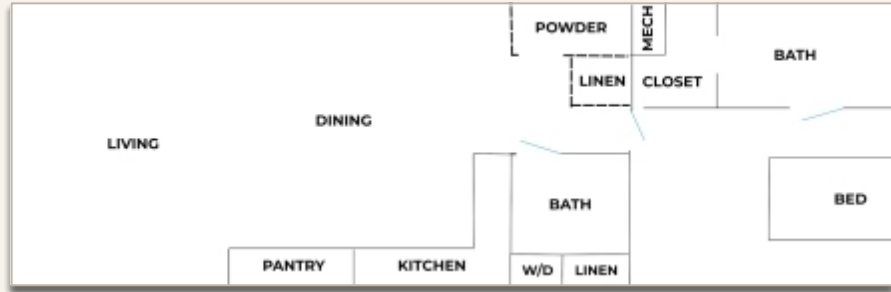 POWDER
MECH
BATH
LINEN
CLOSET
DINING
LIVING
BATH
BED
PANTRY
KITCHEN
W/D
LINEN